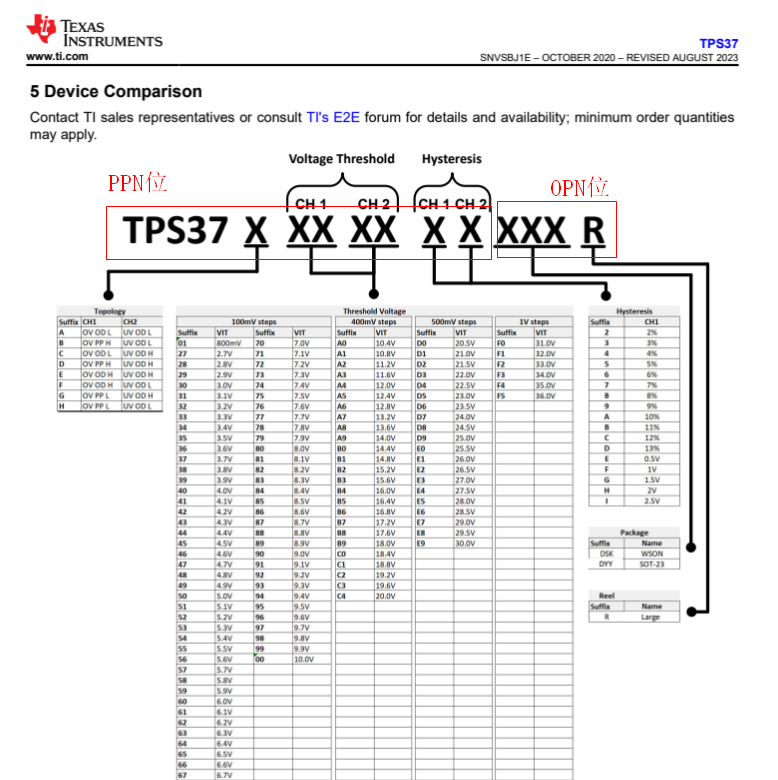 TEXAS
INSTRUMENTS
www.ti.com
TPS37
SNVSBJ1E – OCTOBER 2020 – REVISED AUGUST 2023
5 Device Comparison
Contact TI sales representatives or consult TI's E2E forum for details and availability; minimum order quantities
may apply.
Voltage Threshold Hysteresis
PPN位 OPN位
CH 1 CH 2 CH 1 CH 2
TPS37 X XX XX X X XXX R
Topology
Suffix CH1 CH2
A OV OD L UV OD L
B OV PP H UV OD L
C OV OD L UV OD H
D OV PP H UV OD H
E OV OD H UV OD H
F OV OD H UV OD L
G OV PP L UV OD H
H OV PP L UV OD L
Threshold Voltage
100mV steps 400mV steps 500mV steps 1V steps
Suffix VIT Suffix VIT Suffix VIT Suffix VIT Suffix VIT
01 800mV 70 7.0V A0 10.4V D0 20.5V F0 31.0V
27 2.7V 71 7.1V A1 10.8V D1 21.0V F1 32.0V
28 2.8V 72 7.2V A2 11.2V D2 21.5V F2 33.0V
29 2.9V 73 7.3V A3 11.6V D3 22.0V F3 34.0V
30 3.0V 74 7.4V A4 12.0V D4 22.5V F4 35.0V
31 3.1V 75 7.5V A5 12.4V D5 23.0V F5 36.0V
32 3.2V 76 7.6V A6 12.8V D6 23.5V
33 3.3V 77 7.7V A7 13.2V D7 24.0V
34 3.4V 78 7.8V A8 13.6V D8 24.5V
35 3.5V 79 7.9V A9 14.0V D9 25.0V
36 3.6V 80 8.0V B0 14.4V E0 25.5V
37 3.7V 81 8.1V B1 14.8V E1 26.0V
38 3.8V 82 8.2V B2 15.2V E2 26.5V
39 3.9V 83 8.3V B3 15.6V E3 27.0V
40 4.0V 84 8.4V B4 16.0V E4 27.5V
41 4.1V 85 8.5V B5 16.4V E5 28.0V
42 4.2V 86 8.6V B6 16.8V E6 28.5V
43 4.3V 87 8.7V B7 17.2V E7 29.0V
44 4.4V 88 8.8V B8 17.6V E8 29.5V
45 4.5V 89 8.9V B9 18.0V E9 30.0V
46 4.6V 90 9.0V C0 18.4V
47 4.7V 91 9.1V C1 18.8V
48 4.8V 92 9.2V C2 19.2V
49 4.9V 93 9.3V C3 19.6V
50 5.0V 94 9.4V C4 20.0V
51 5.1V 95 9.5V
52 5.2V 96 9.6V
53 5.3V 97 9.7V
54 5.4V 98 9.8V
55 5.5V 99 9.9V
56 5.6V 00 10.0V
57 5.7V
58 5.8V
59 5.9V
60 6.0V
61 6.1V
62 6.2V
63 6.3V
64 6.4V
65 6.5V
66 6.6V
67 6.7V
Hysteresis
Suffix CH1
2 2%
3 3%
4 4%
5 5%
6 6%
7 7%
8 8%
9 9%
A 10%
B 11%
C 12%
D 13%
E 0.5V
F 1V
G 1.5V
H 2V
I 2.5V
Package
Suffix Name
DSK WSON
DYY SOT-23
Reel
Suffix Name
R Large